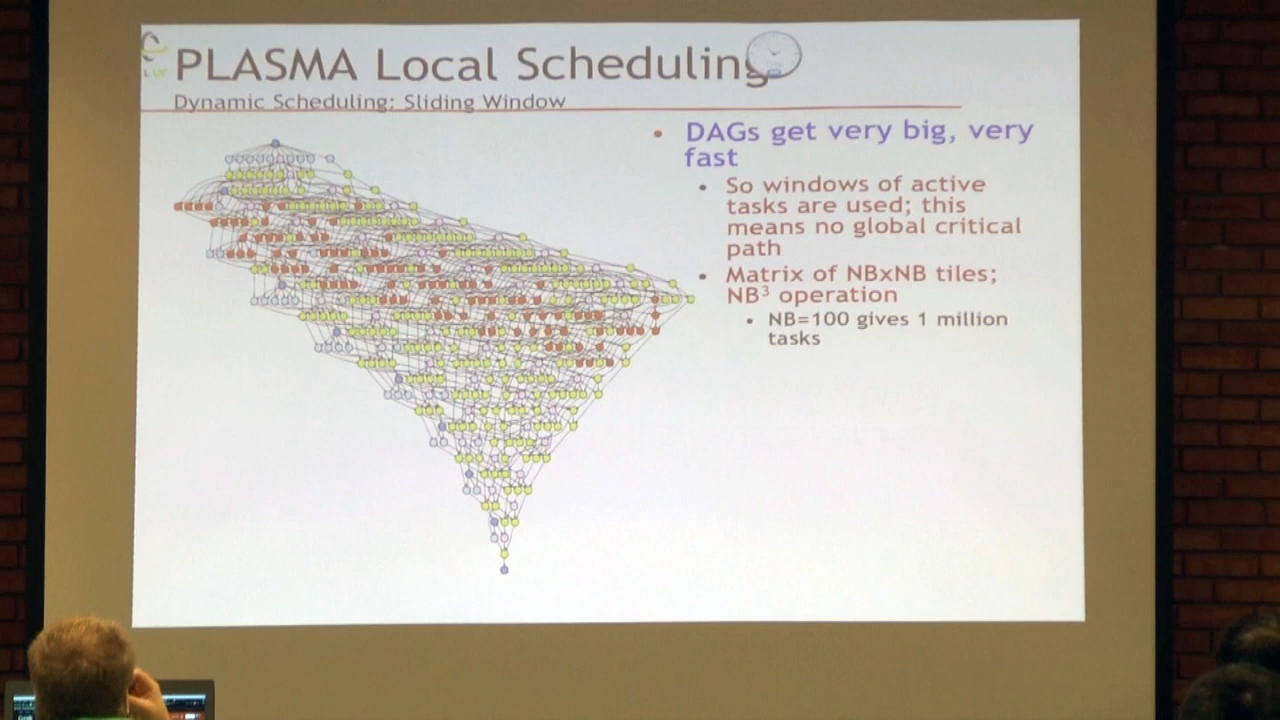 PLASMA Local Scheduling
Dynamic Scheduling: Sliding Window
• DAGs get very big, very
fast
• So windows of active
tasks are used; this
means no global critical
path
• Matrix of NBxNB tiles;
NB³ operation
• NB=100 gives 1 million
tasks